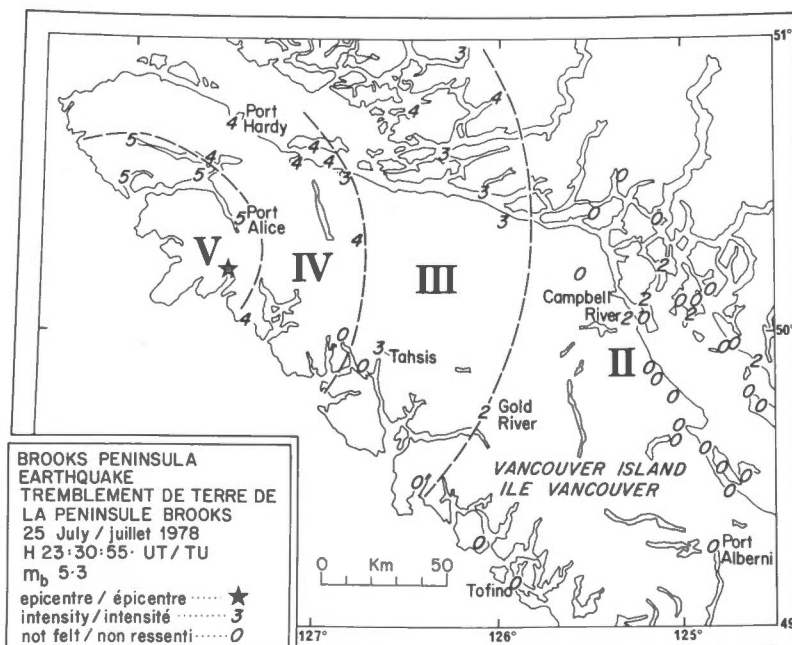 51°
Port
Hardy
Port
Alice
V
IV
III
II
Campbell
River
50°
Tahsis
Gold
River
VANCOUVER ISLAND
ILE VANCOUVER
Port
Alberni
Tofino
0 Km 50
BROOKS PENINSULA
EARTHQUAKE
TREMBLEMENT DE TERRE DE
LA PENINSULE BROOKS
25 July / juillet 1978
H 23:30:55· UT / TU
mb 5·3
epicentre / épicentre ····· ★
intensity / intensité ········ 3
not felt / non ressenti ····· 0
127°
126°
125°
49